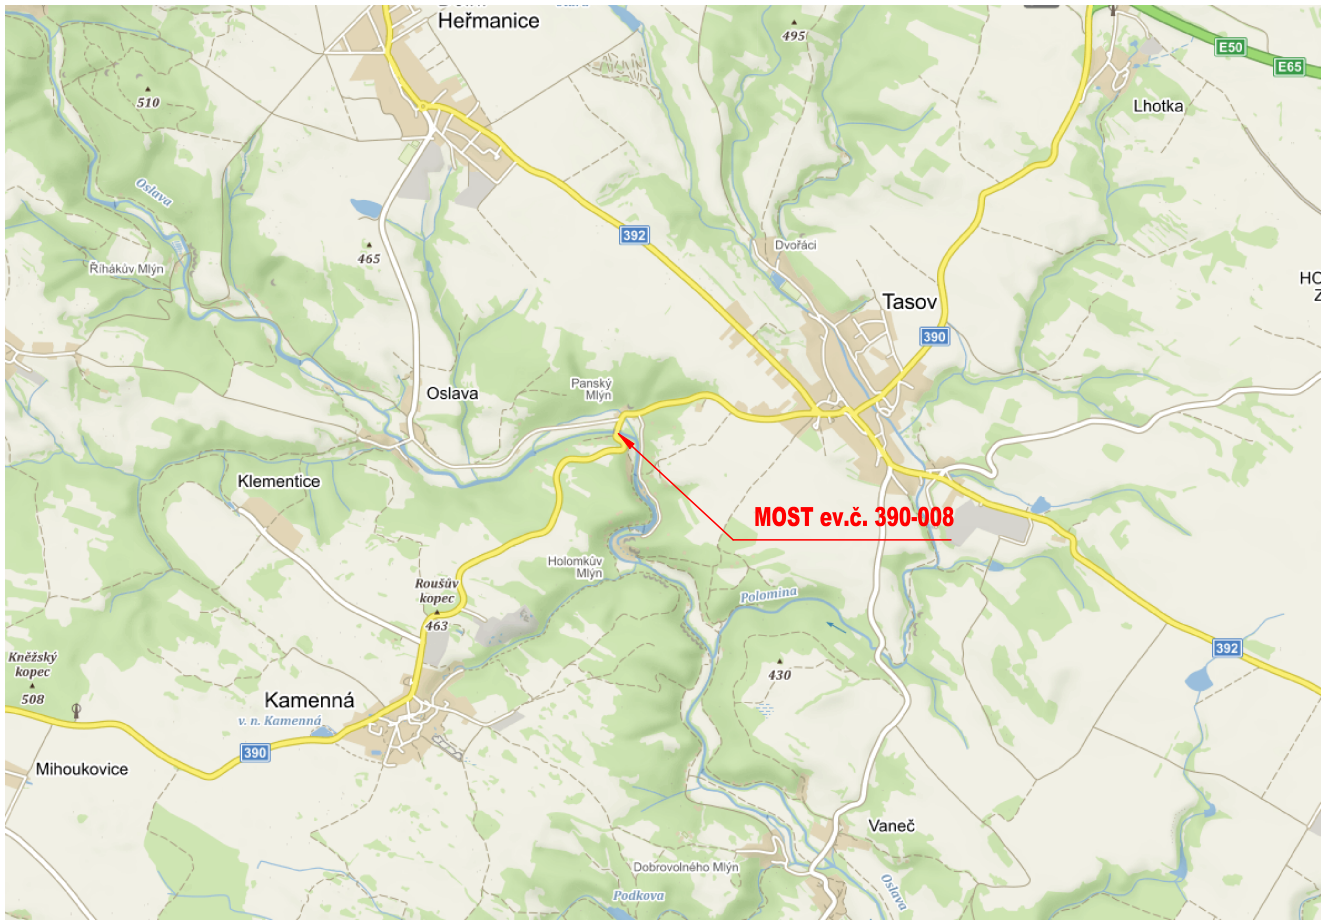 Heřmanice
495
E50
E65
510
Lhotka
Oslava
392
Dvořáci
465
Říhákův Mlýn
HO
Z
Tasov
390
Panský
Mlýn
Oslava
Klementice
MOST ev.č. 390-008
Holomkův
Mlýn
Roušův
kopec
463
Polomina
Kněžský
kopec
508
392
430
Kamenná
v. n. Kamenná
390
Mihoukovice
Vaneč
Dobrovolného Mlýn
Oslava
Podkova